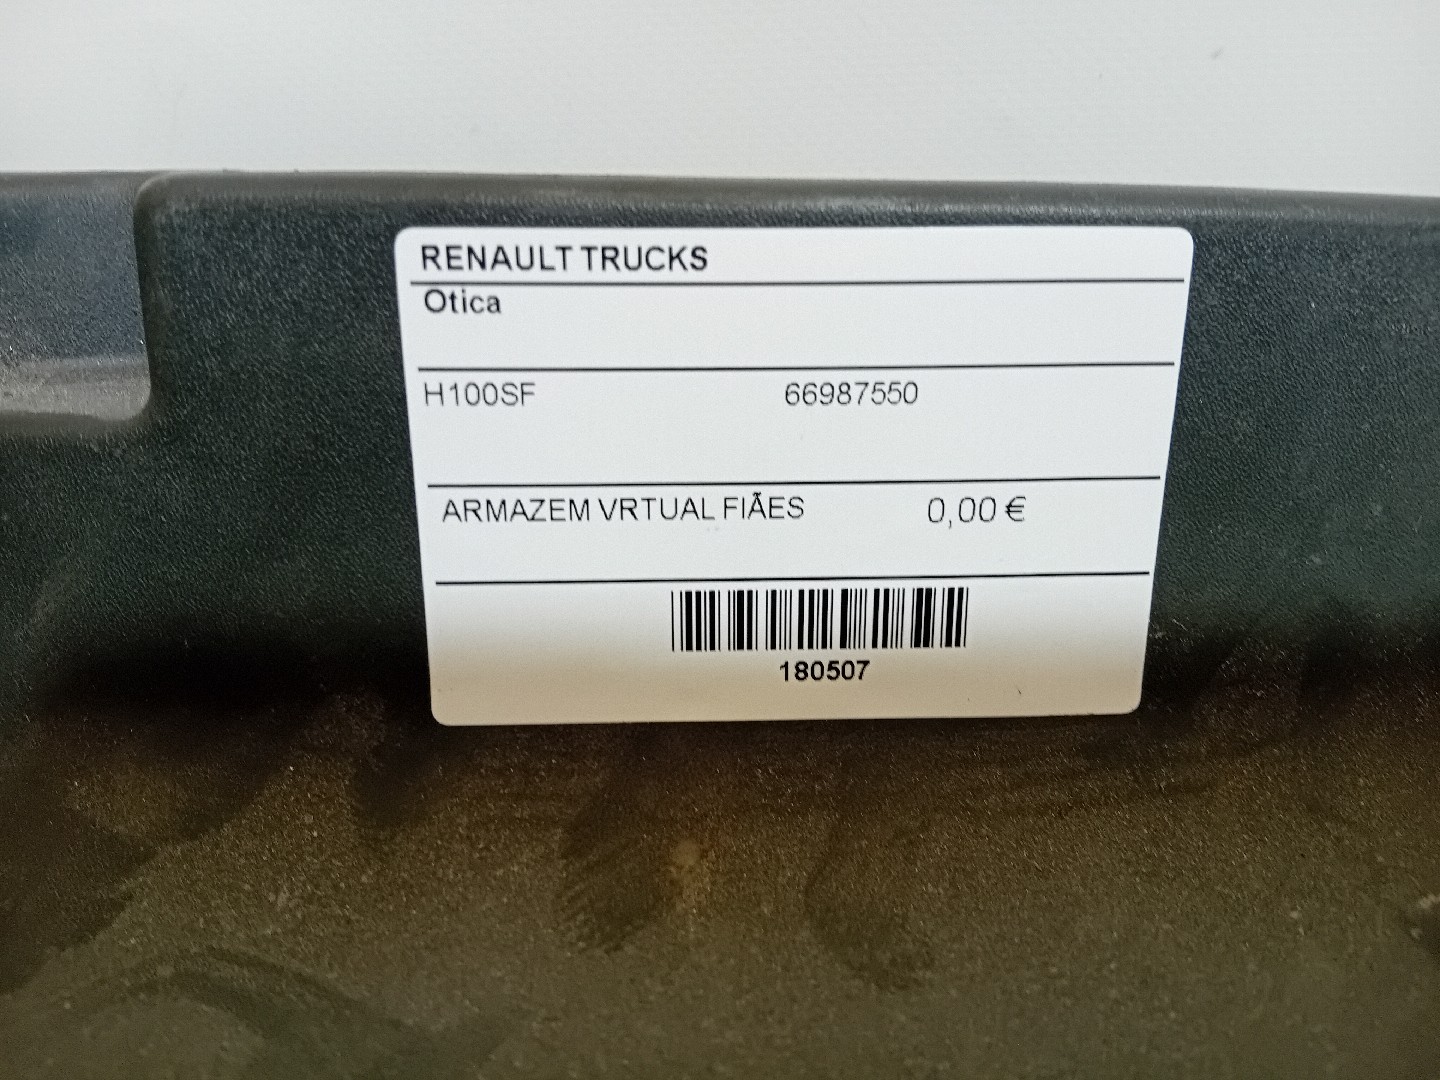 RENAULT TRUCKS
Otica
H100SF 66987550
ARMAZEM VRTUAL FIÃES 0,00 €
180507